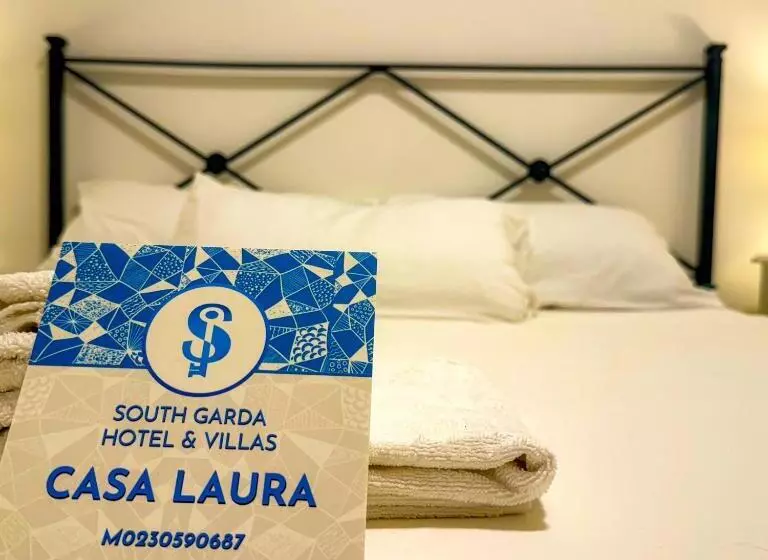 S
SOUTH GARDA
HOTEL & VILLAS
CASA LAURA
M0230590687